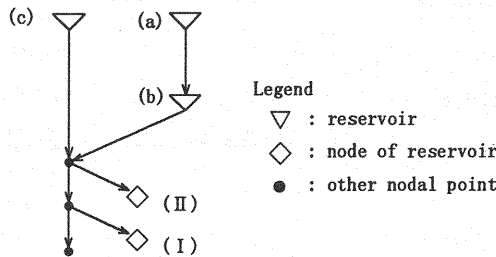 (c)
(a)
(b)
Legend
: reservoir
: node of reservoir
: other nodal point
(II)
(I)